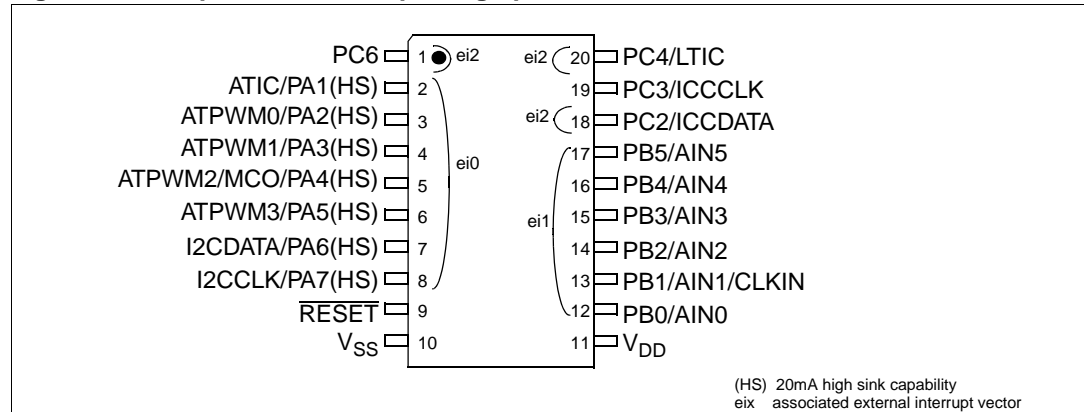 PC6 1 ei2 ei2 20 PC4/LTIC
ATIC/PA1(HS) 2 19 PC3/ICCCLK
ATPWM0/PA2(HS) 3 ei2 18 PC2/ICCDATA
ATPWM1/PA3(HS) 4 ei0 17 PB5/AIN5
ATPWM2/MCO/PA4(HS) 5 16 PB4/AIN4
ATPWM3/PA5(HS) 6 ei1 15 PB3/AIN3
I2CDATA/PA6(HS) 7 14 PB2/AIN2
I2CCLK/PA7(HS) 8 13 PB1/AIN1/CLKIN
RESET 9 12 PB0/AIN0
VSS 10 11 VDD
(HS) 20mA high sink capability
eix associated external interrupt vector